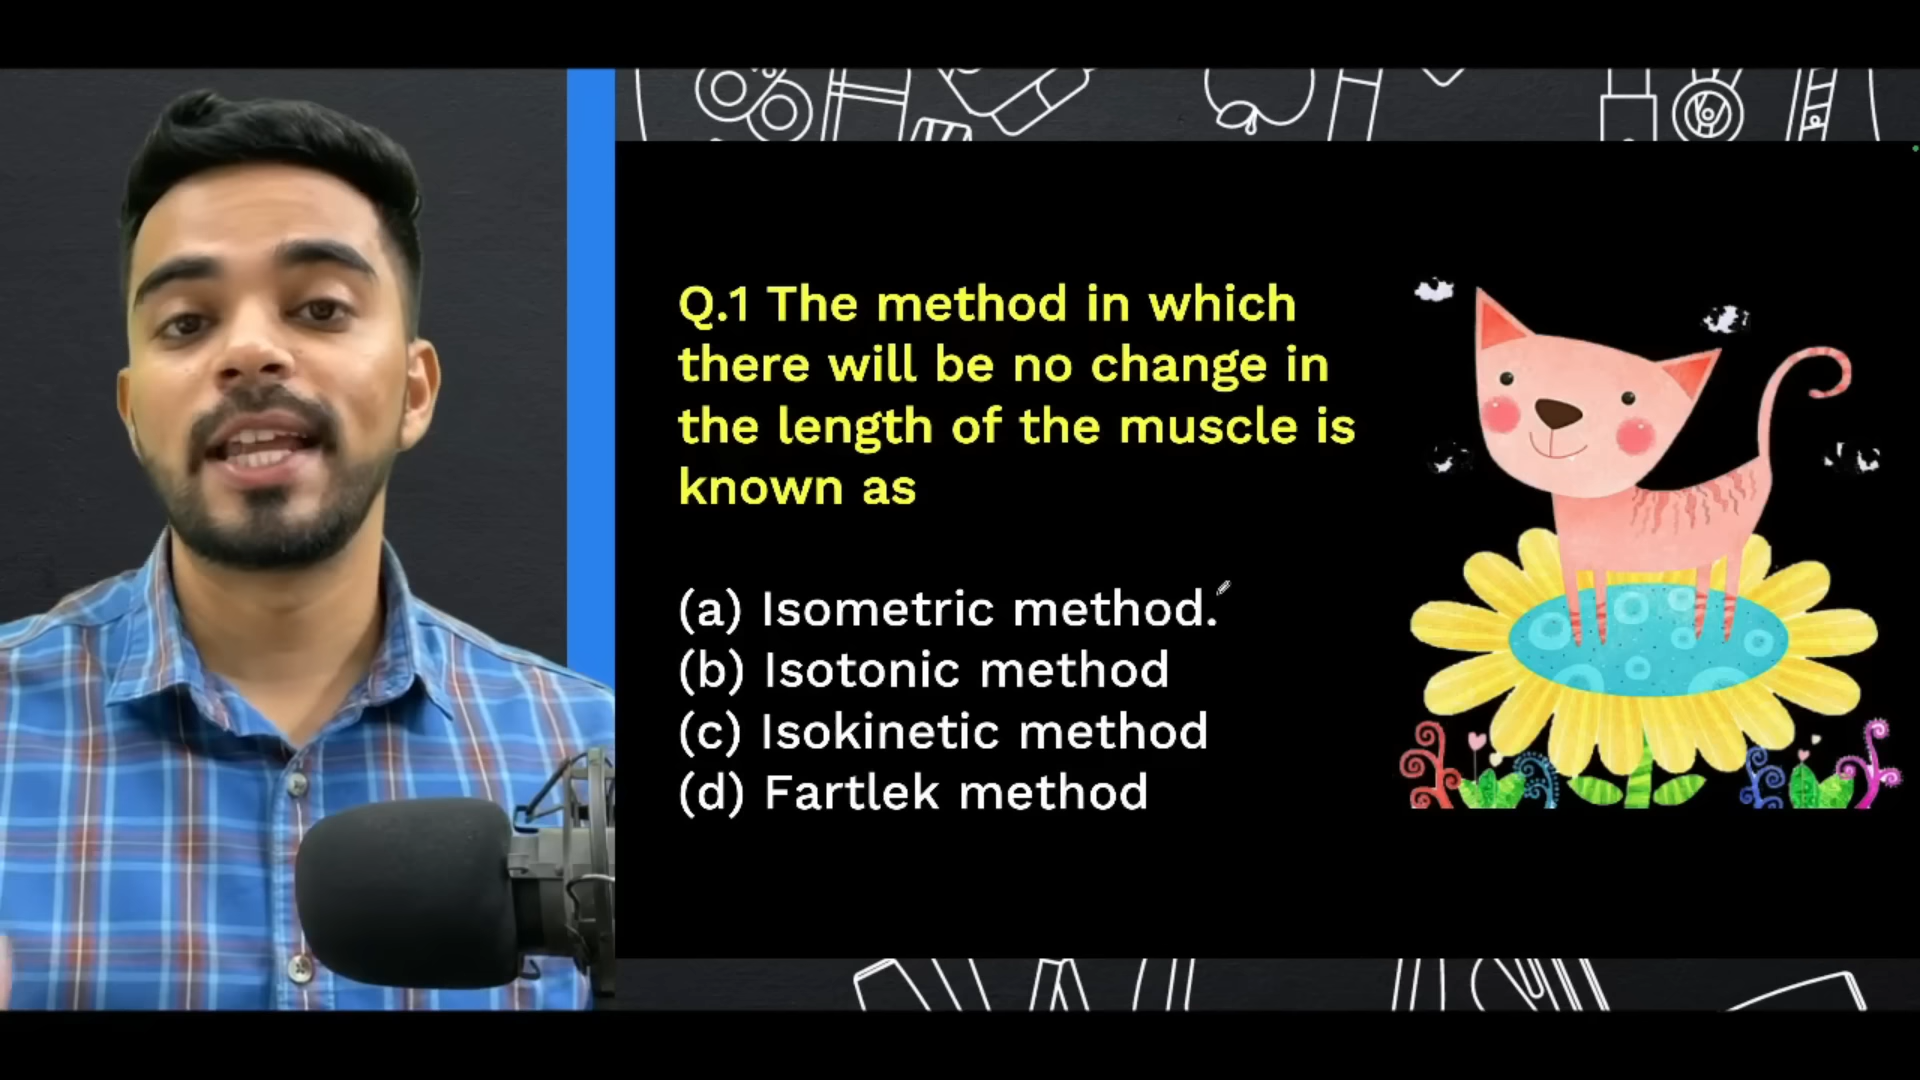 Q.1 The method in which
there will be no change in
the length of the muscle is
known as
(a) Isometric method.
(b) Isotonic method
(c) Isokinetic method
(d) Fartlek method